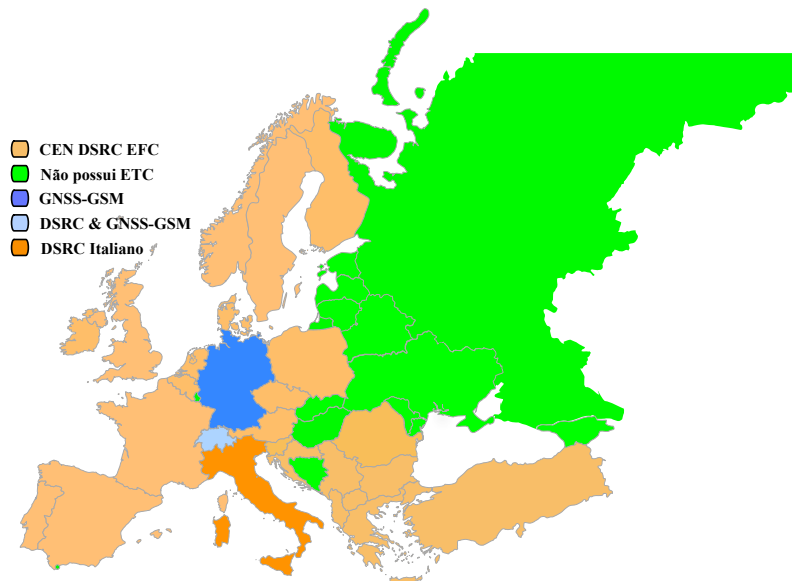 CEN DSRC EFC
Não possui ETC
GNSS-GSM
DSRC & GNSS-GSM
DSRC Italiano